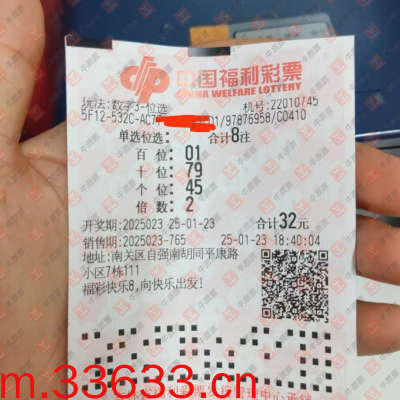 中国福利彩票
CHINA WELFARE LOTTERY
玩法:数字3-位选 机号:22010745
5F12-532C-AC7 01/97876958/C0410
单选位选: 合计8注
百 位: 01
十 位: 79
个 位: 45
倍 数: 2
开奖期:2025023 25-01-23 合计32元
销售期:2025023-765 25-01-23 18:40:04
地址:南关区自强南胡同平康路
小区7栋111
福彩快乐8,向快乐出发!
m.33633.cn